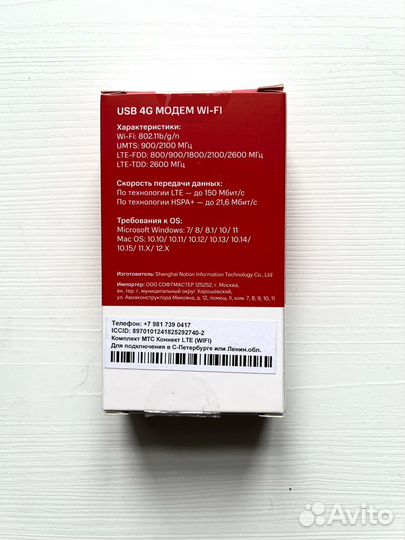 USB 4G МОДЕМ WI-FI
Характеристики:
Wi-Fi: 802.11b/g/n
UMTS: 900/2100 МГц
LTE-FDD: 800/900/1800/2100/2600 МГц
LTE-TDD: 2600 МГц
Скорость передачи данных:
По технологии LTE — до 150 Мбит/с
По технологии HSPA+ — до 21,6 Мбит/с
Требования к OS:
Microsoft Windows: 7/ 8/ 8.1/ 10/ 11
Mac OS: 10.10/ 10.11/ 10.12/ 10.13/ 10.14/
10.15/ 11.X/ 12.X
Изготовитель: Shanghai Notion Information Technology Co., Ltd
Импортер: ООО СОФТМАСТЕР 125252, г. Москва,
вн. тер. г. муниципальный округ Хорошевский,
ул. Авиаконструктора Микояна, д. 12, помещ. II, ком. 7, 8, 9, 10, 11
Телефон: +7 981 739 0417
ICCID: 8970101241825292740-2
Комплект МТС Коннект LTE (WIFI)
Для подключения в С-Петербурге или Ленин.обл.
Avito